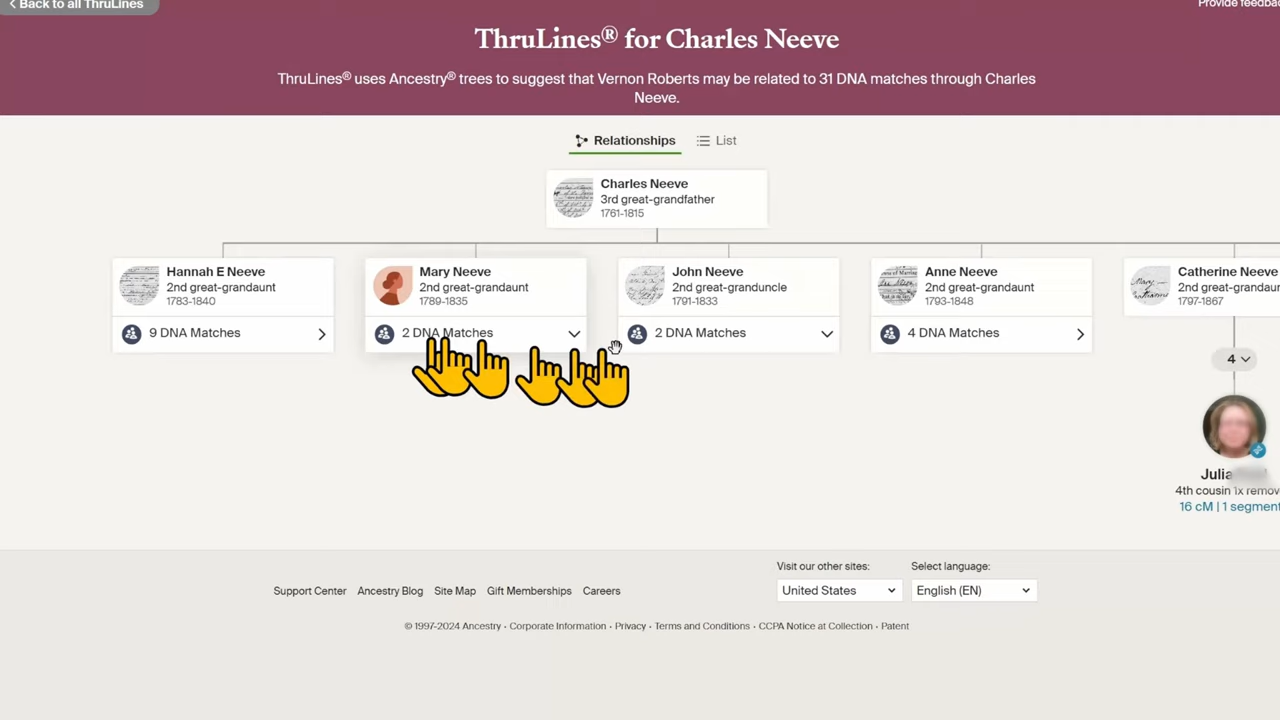 Back to all ThruLines
Provide feedbac
ThruLines® for Charles Neeve
ThruLines® uses Ancestry® trees to suggest that Vernon Roberts may be related to 31 DNA matches through Charles
Neeve.
Relationships
List
Charles Neeve
3rd great-grandfather
1761-1815
Hannah E Neeve
2nd great-grandaunt
1783-1840
9 DNA Matches
Mary Neeve
2nd great-grandaunt
1789-1835
2 DNA Matches
John Neeve
2nd great-granduncle
1791-1833
2 DNA Matches
Anne Neeve
2nd great-grandaunt
1793-1848
4 DNA Matches
Catherine Neeve
2nd great-grandaun
1797-1867
4
Julia
4th cousin 1x remov
16 cM | 1 segment
Visit our other sites:
Select language:
Support Center Ancestry Blog Site Map Gift Memberships Careers
United States
English (EN)
© 1997-2024 Ancestry · Corporate Information · Privacy · Terms and Conditions · CCPA Notice at Collection · Patent